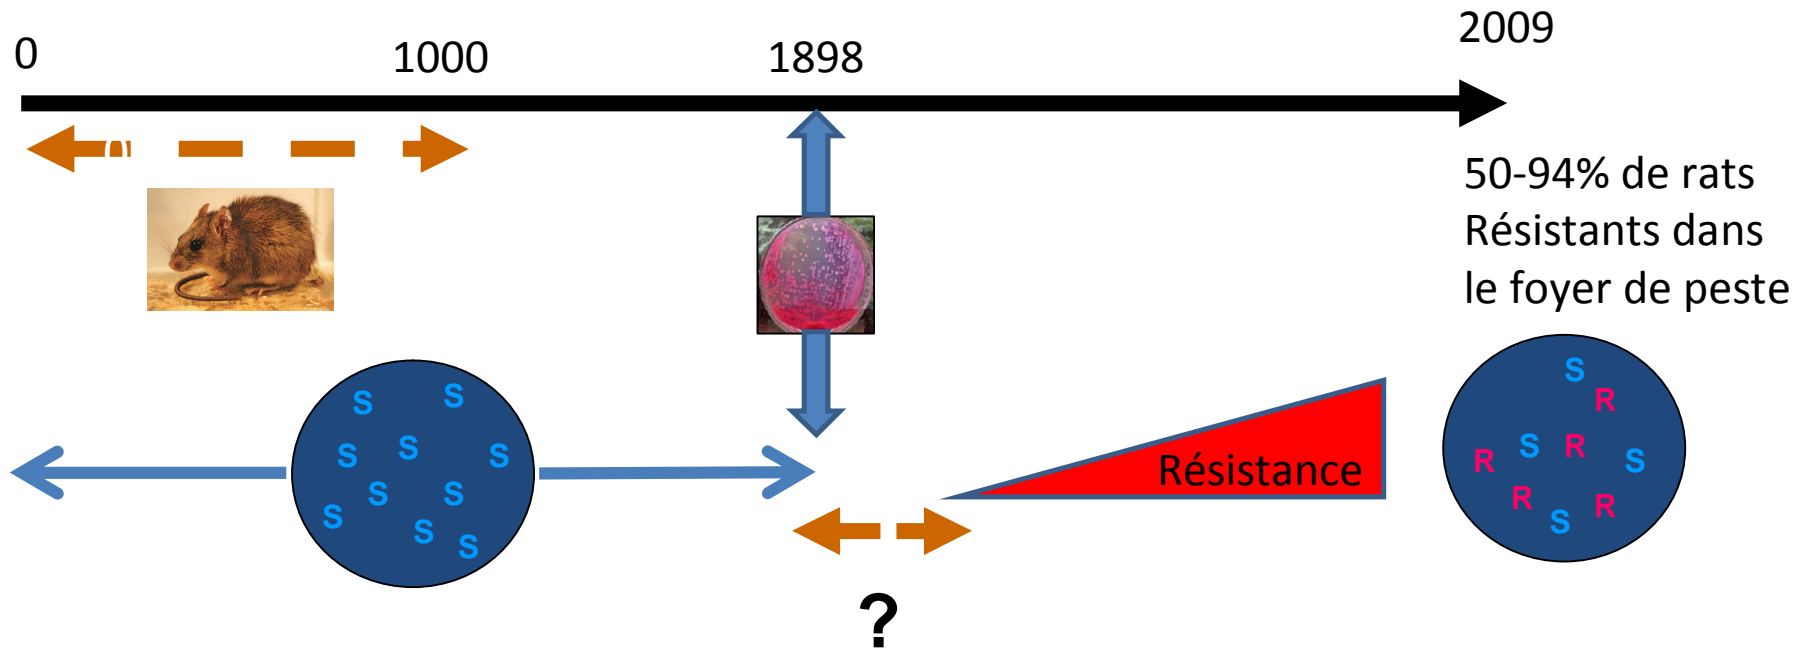 0
1000
1898
2009
50-94% de rats
Résistants dans
le foyer de peste
S
S
S
S
S
S
S
S
S
S
Résistance
S
R
S
R
S
R
R
R
S
?